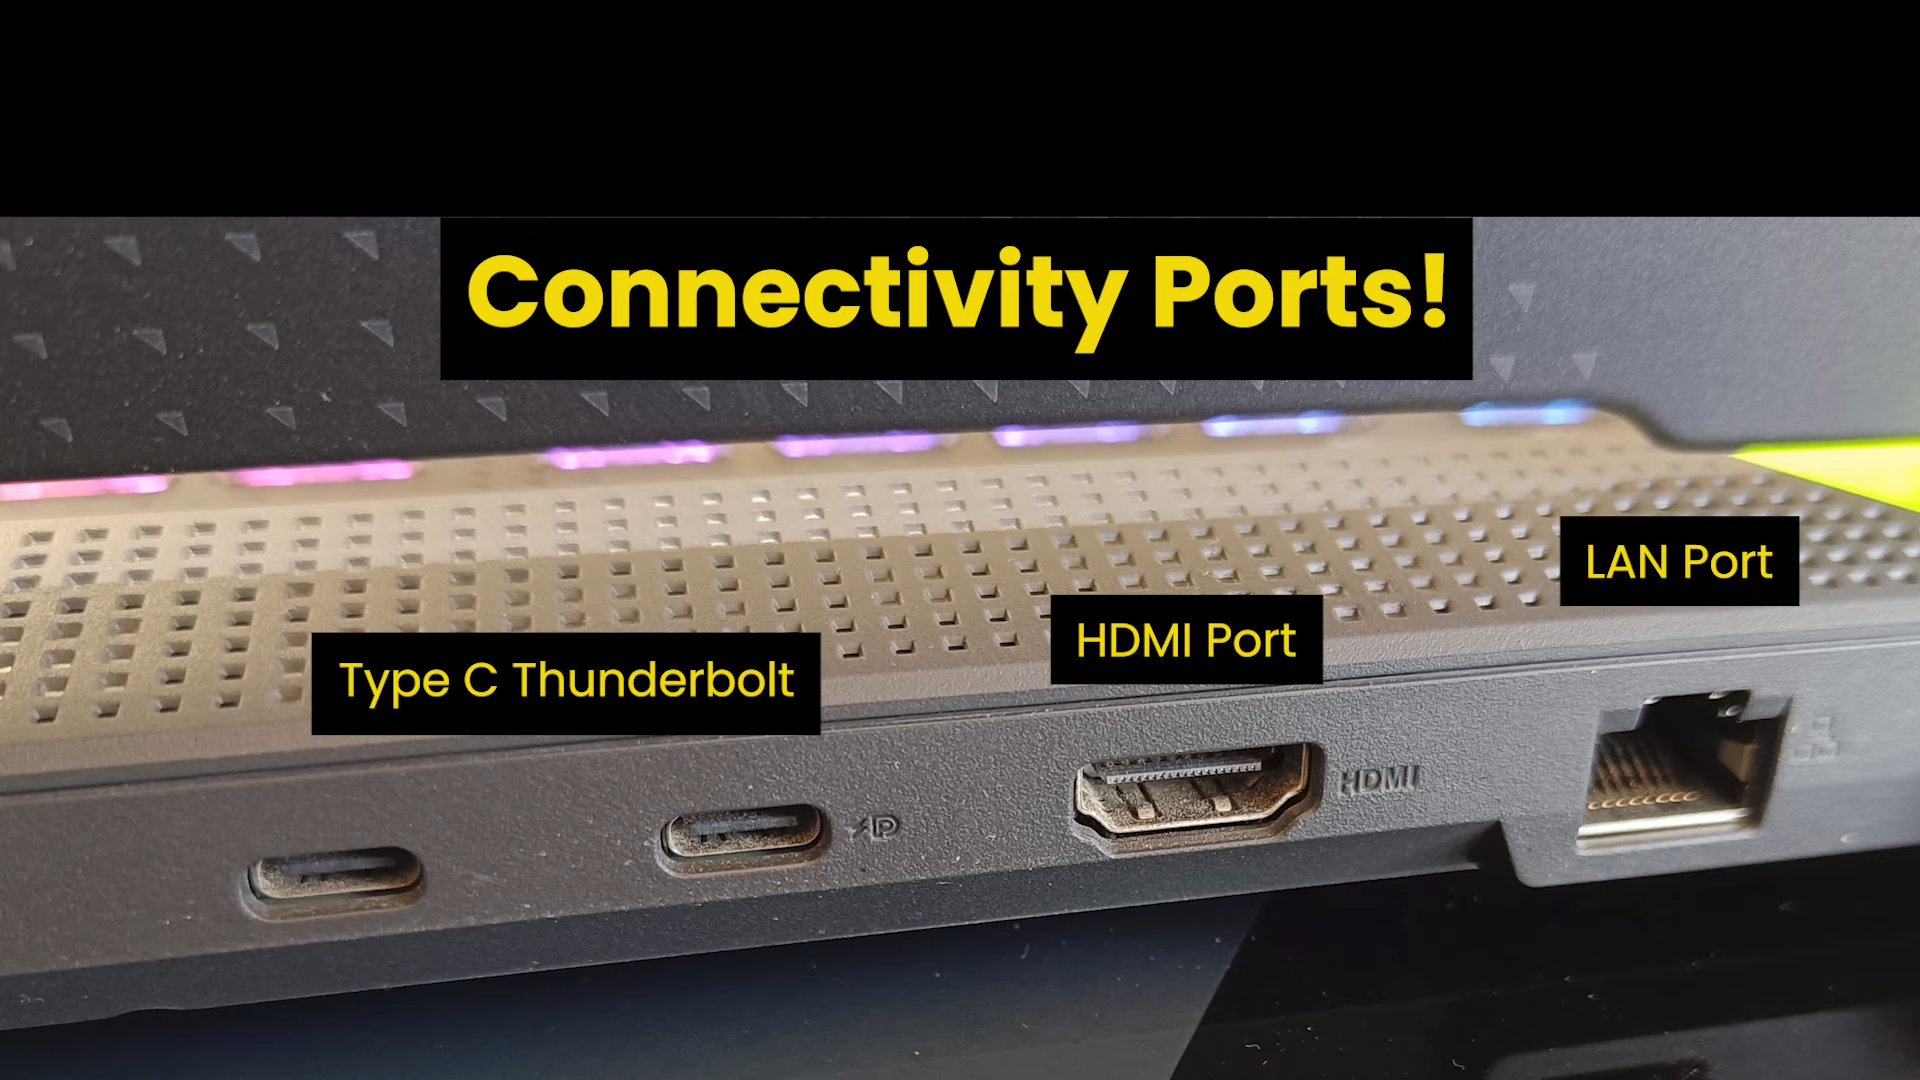 Connectivity Ports!
LAN Port
HDMI Port
Type C Thunderbolt
HDMI